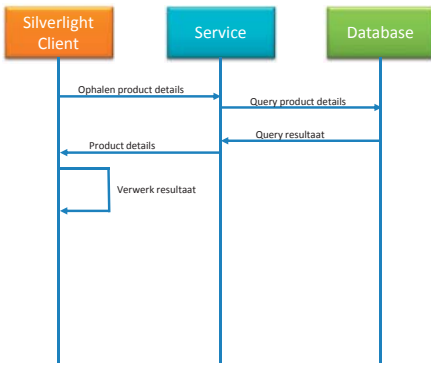 Silverlight
Client
Service
Database
Ophalen product details
Query product details
Query resultaat
Product details
Verwerk resultaat